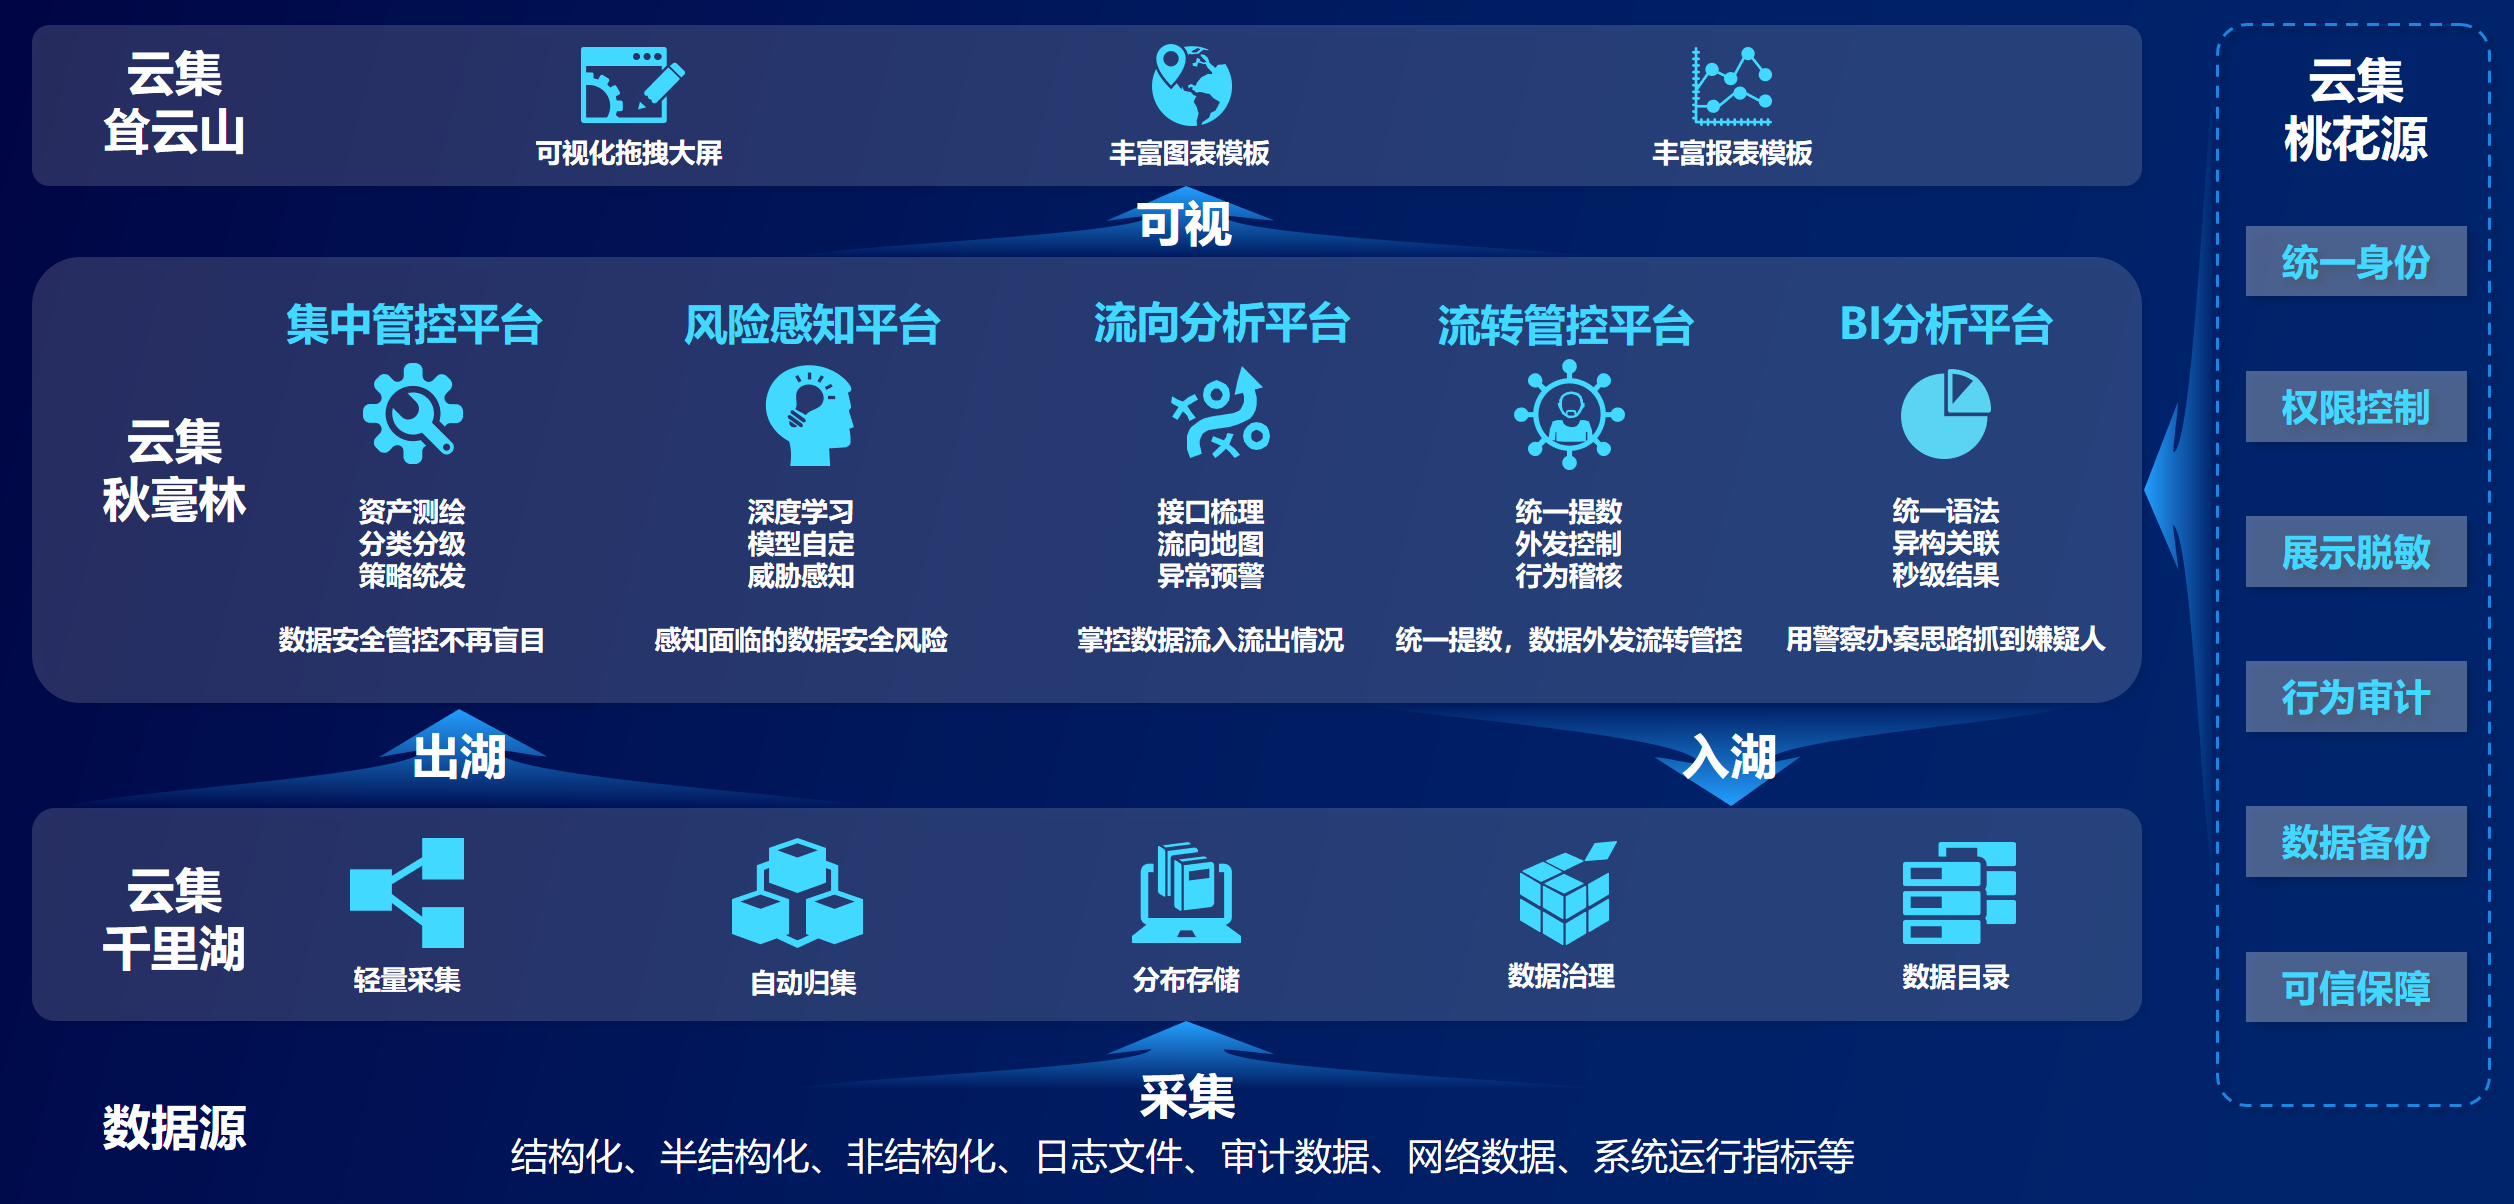 云集
耸云山
可视化拖拽大屏
丰富图表模板
丰富报表模板
可视
云集
秋毫林
集中管控平台
资产测绘
分类分级
策略统发
数据安全管控不再盲目
风险感知平台
深度学习
模型自定
威胁感知
感知面临的数据安全风险
流向分析平台
接口梳理
流向地图
异常预警
掌控数据流入流出情况
流转管控平台
统一提数
外发控制
行为稽核
统一提数，数据外发流转管控
BI分析平台
统一语法
异构关联
秒级结果
用警察办案思路抓到嫌疑人
出湖
入湖
云集
千里湖
轻量采集
自动归集
分布存储
数据治理
数据目录
采集
数据源
结构化、半结构化、非结构化、日志文件、审计数据、网络数据、系统运行指标等
云集
桃花源
统一身份
权限控制
展示脱敏
行为审计
数据备份
可信保障